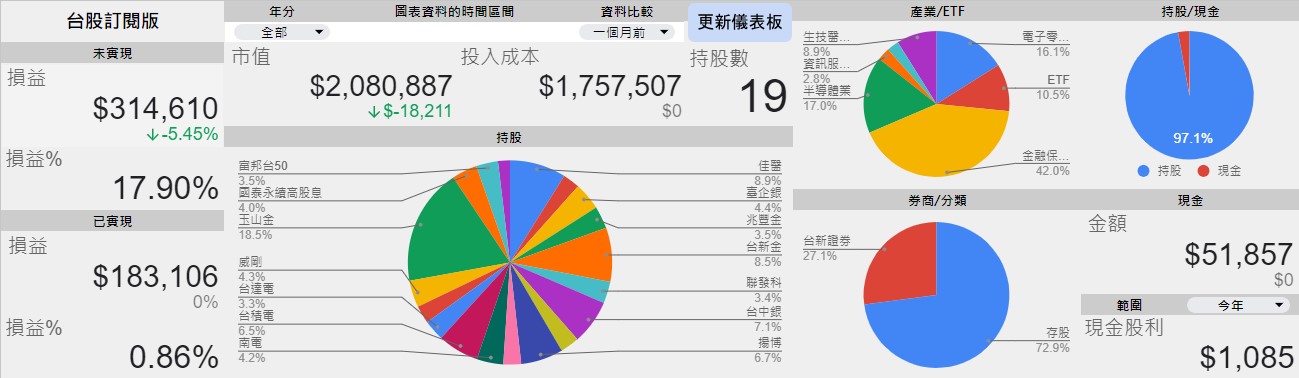 台股訂閱版
未實現
損益
$314,610
↓-5.45%
損益%
17.90%
已實現
損益
$183,106
0%
損益%
0.86%
年分
圖表資料的時間區間
資料比較
全部
一個月前
更新儀表板
市值
$2,080,887
↓$-18,211
投入成本
$1,757,507
$0
持股數
19
持股
富邦台50
3.5%
國泰永續高股息
4.0%
玉山金
18.5%
威剛
4.3%
台達電
3.3%
台積電
6.5%
南電
4.2%
佳醫
8.9%
臺企銀
4.4%
兆豐金
3.5%
台新金
8.5%
聯發科
3.4%
台中銀
7.1%
揚博
6.7%
產業/ETF
生技醫…
8.9%
資訊服…
2.8%
半導體業
17.0%
電子零…
16.1%
ETF
10.5%
金融保…
42.0%
持股/現金
97.1%
持股
現金
券商/分類
台新證券
27.1%
存股
72.9%
現金
金額
$51,857
$0
範圍
今年
現金股利
$1,085